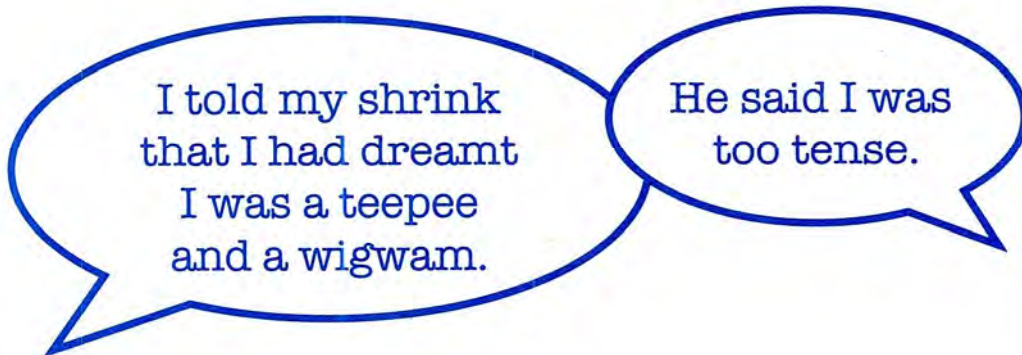 I told my shrink
that I had dreamt
I was a teepee
and a wigwam.
He said I was
too tense.